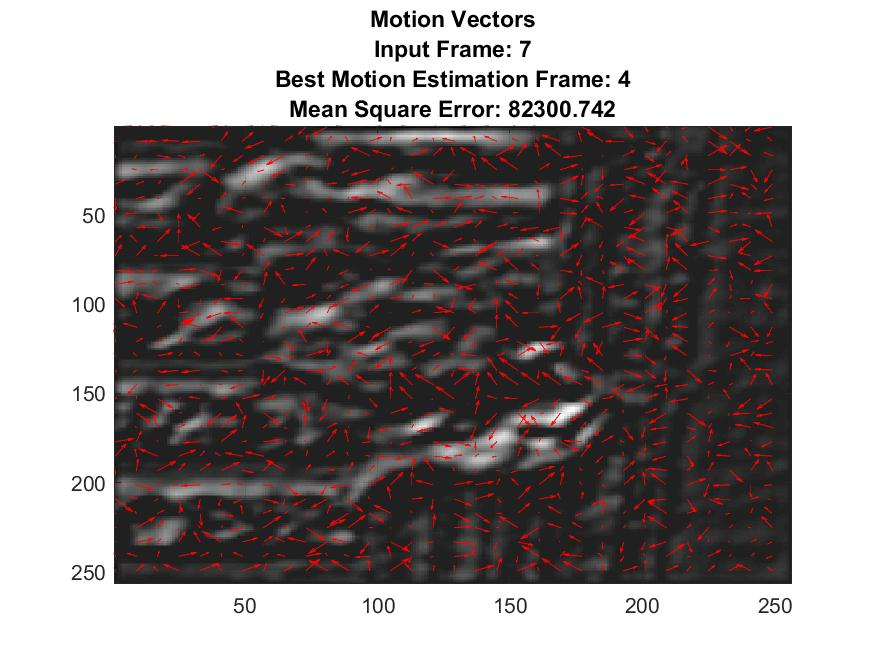 Motion Vectors
Input Frame: 7
Best Motion Estimation Frame: 4
Mean Square Error: 82300.742
50
100
150
200
250
50
100
150
200
250